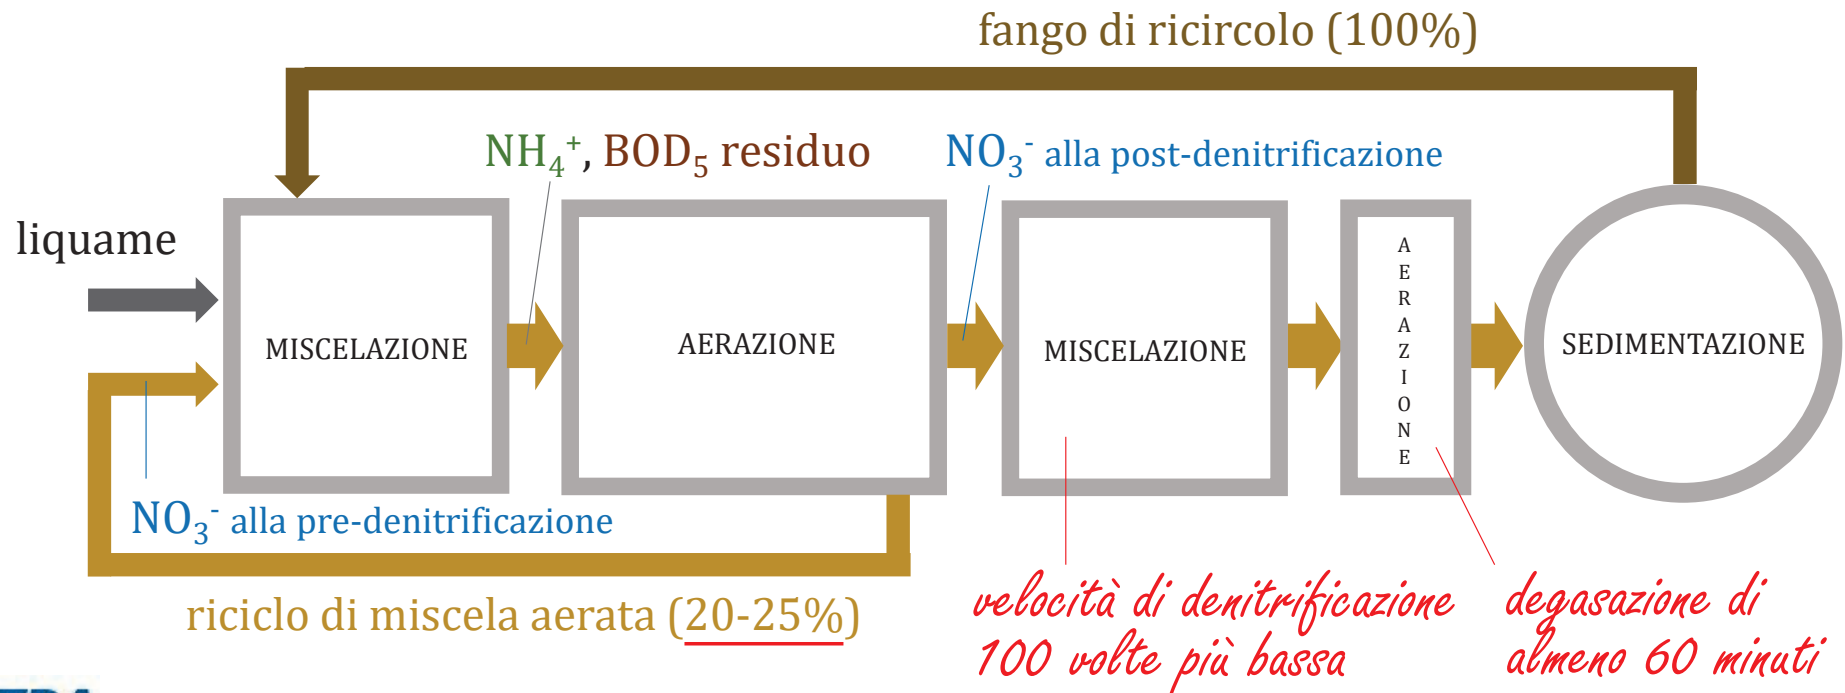 fango di ricircolo (100%)
NH₄⁺, BOD₅ residuo
NO₃⁻ alla post-denitrificazione
liquame
MISCELAZIONE
AERAZIONE
MISCELAZIONE
AERAZIONE
SEDIMENTAZIONE
NO₃⁻ alla pre-denitrificazione
riciclo di miscela aerata (20-25%)
velocità di denitrificazione
100 volte più bassa
degasazione di
almeno 60 minuti